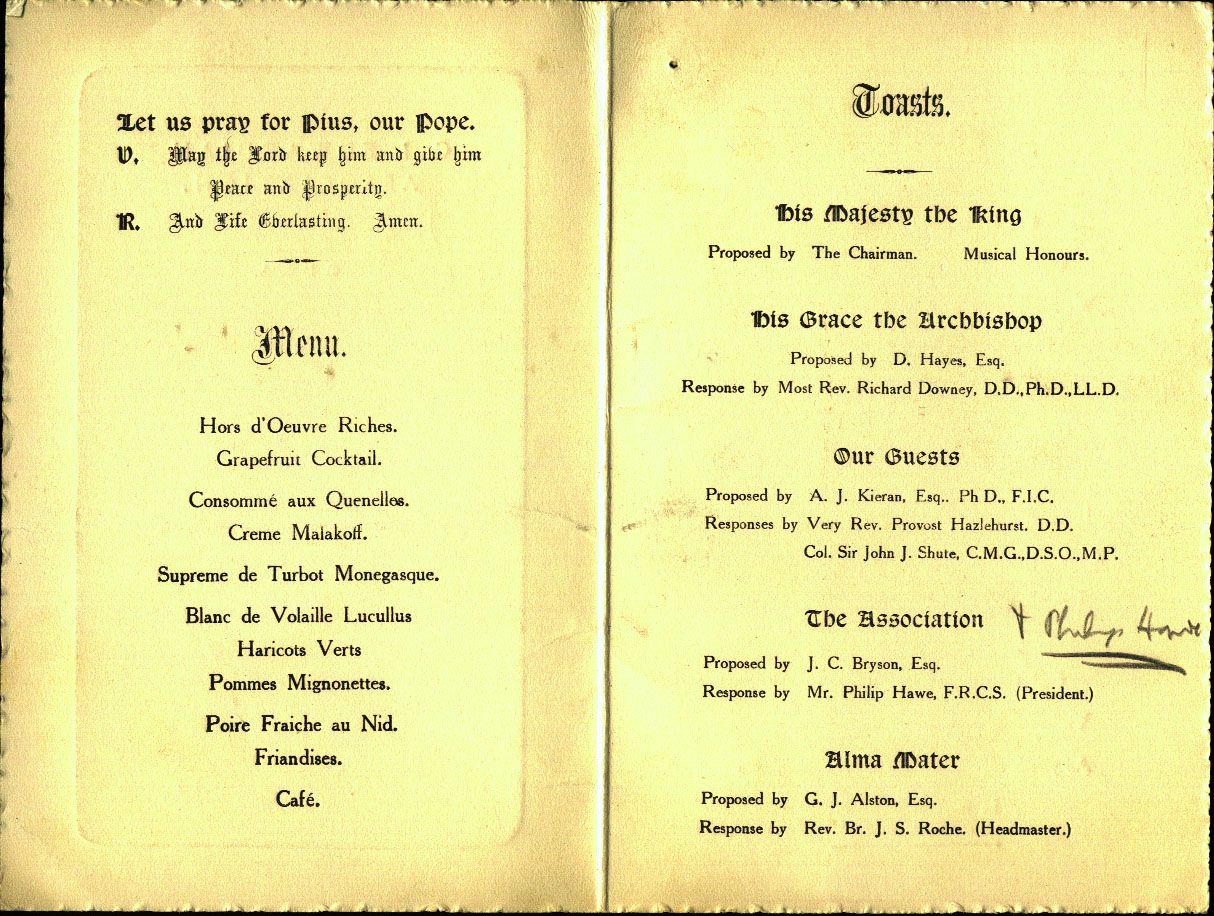 Let us pray for Pius, our Pope.
V. May the Lord keep him and give him
Peace and Prosperity.
R. And Life Everlasting. Amen.
Menu.
Hors d'Oeuvre Riches.
Grapefruit Cocktail.
Consommé aux Quenelles.
Creme Malakoff.
Supreme de Turbot Monegasque.
Blanc de Volaille Lucullus
Haricots Verts
Pommes Mignonettes.
Poire Fraiche au Nid.
Friandises.
Café.
Toasts.
His Majesty the King
Proposed by The Chairman. Musical Honours.
His Grace the Archbishop
Proposed by D. Hayes, Esq.
Response by Most Rev. Richard Downey, D.D.,Ph.D.,LL.D.
Our Guests
Proposed by A. J. Kieran, Esq.. Ph D., F.I.C.
Responses by Very Rev. Provost Hazlehurst. D.D.
Col. Sir John J. Shute, C.M.G.,D.S.O.,M.P.
The Association
Philip Hawe
Proposed by J. C. Bryson, Esq.
Response by Mr. Philip Hawe, F.R.C.S. (President.)
Alma Mater
Proposed by G. J. Alston, Esq.
Response by Rev. Br. J. S. Roche. (Headmaster.)